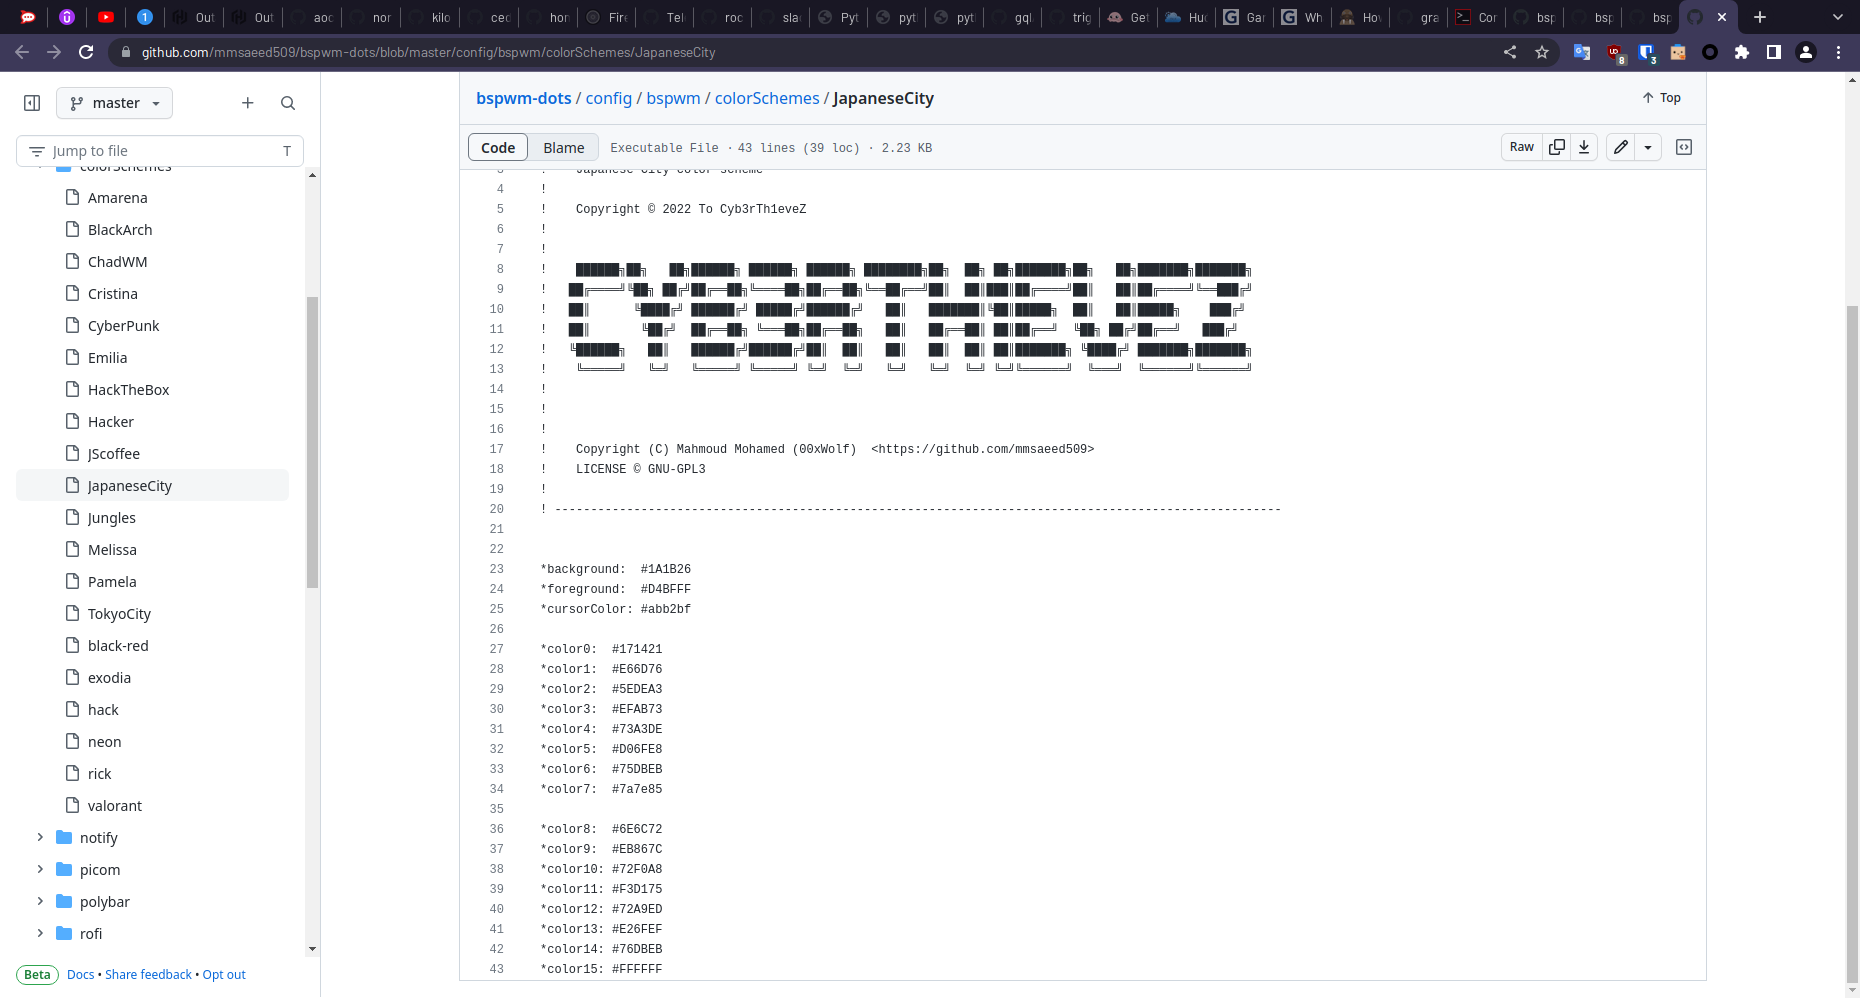 Out
Out
aoc
nor
kilo
cec
hor
Fire
Tel
roc
sla
Pyt
pyt
pyt
gql
trig
Get
Huc
Gar
Wh
Hov
gra
Cor
bsp
bsp
bsp
github.com/mmsaeed509/bspwm-dots/blob/master/config/bspwm/colorSchemes/JapaneseCity
8
3
master
Jump to file
T
colorSchemes
Amarena
BlackArch
ChadWM
Cristina
CyberPunk
Emilia
HackTheBox
Hacker
JScoffee
JapaneseCity
Jungles
Melissa
Pamela
TokyoCity
black-red
exodia
hack
neon
rick
valorant
notify
picom
polybar
rofi
Beta Docs • Share feedback • Opt out
bspwm-dots / config / bspwm / colorSchemes / JapaneseCity
Top
Code Blame Executable File · 43 lines (39 loc) · 2.23 KB
Raw
3 ! Japanese City color scheme
4 !
5 ! Copyright © 2022 To Cyb3rTh1eveZ
6 !
7 !
8 !
9 !
10 !
11 !
12 !
13 !
14 !
15 !
16 !
17 ! Copyright (C) Mahmoud Mohamed (00xWolf) <https://github.com/mmsaeed509>
18 ! LICENSE © GNU-GPL3
19 !
20 ! -----------------------------------------------------------------------------------------------------
21
22
23 *background: #1A1B26
24 *foreground: #D4BFFF
25 *cursorColor: #abb2bf
26
27 *color0: #171421
28 *color1: #E66D76
29 *color2: #5EDEA3
30 *color3: #EFAB73
31 *color4: #73A3DE
32 *color5: #D06FE8
33 *color6: #75DBEB
34 *color7: #7a7e85
35
36 *color8: #6E6C72
37 *color9: #EB867C
38 *color10: #72F0A8
39 *color11: #F3D175
40 *color12: #72A9ED
41 *color13: #E26FEF
42 *color14: #76DBEB
43 *color15: #FFFFFF